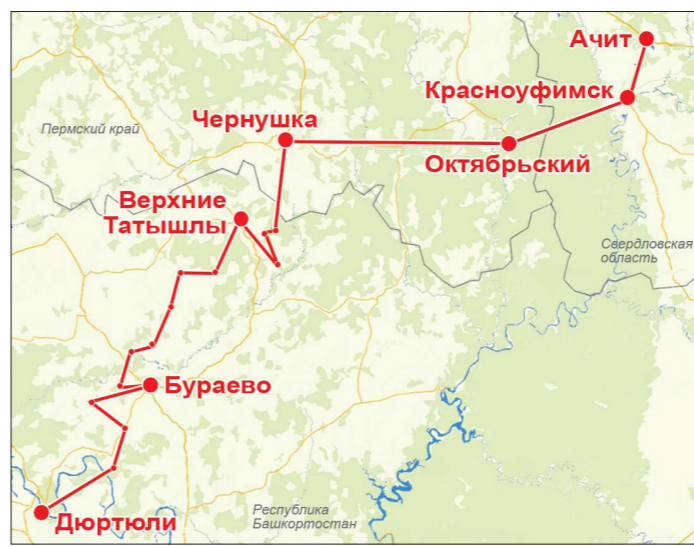 Ачит
Красноуфимск
Чернушка
Пермский край
Октябрьский
Верхние
Татышлы
Свердловская
область
Бураево
Республика
Башкортостан
Дюртюли